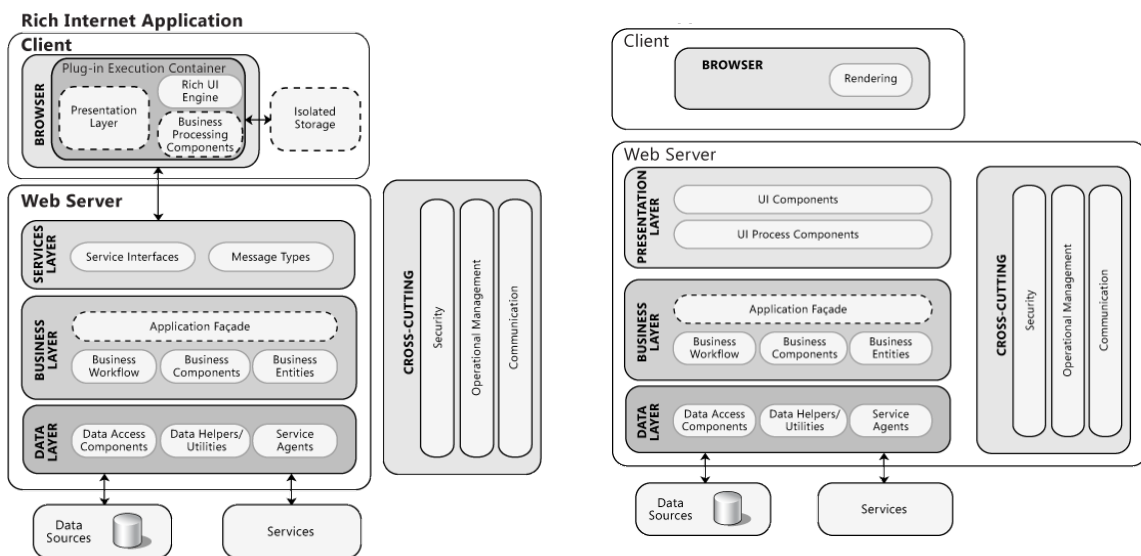 Rich Internet Application
Client
Plug-in Execution Container
BROWSER
Presentation
Layer
Rich UI
Engine
Business
Processing
Components
Isolated
Storage
Web Server
SERVICES
LAYER
Service Interfaces
Message Types
BUSINESS
LAYER
Application Façade
Business
Workflow
Business
Components
Business
Entities
DATA
LAYER
Data Access
Components
Data Helpers/
Utilities
Service
Agents
Data
Sources
Services
CROSS-CUTTING
Security
Operational Management
Communication
Client
BROWSER
Rendering
Web Server
PRESENTATION
LAYER
UI Components
UI Process Components
BUSINESS
LAYER
Application Façade
Business
Workflow
Business
Components
Business
Entities
DATA
LAYER
Data Access
Components
Data Helpers/
Utilities
Service
Agents
CROSS-CUTTING
Security
Operational Management
Communication
Data
Sources
Services